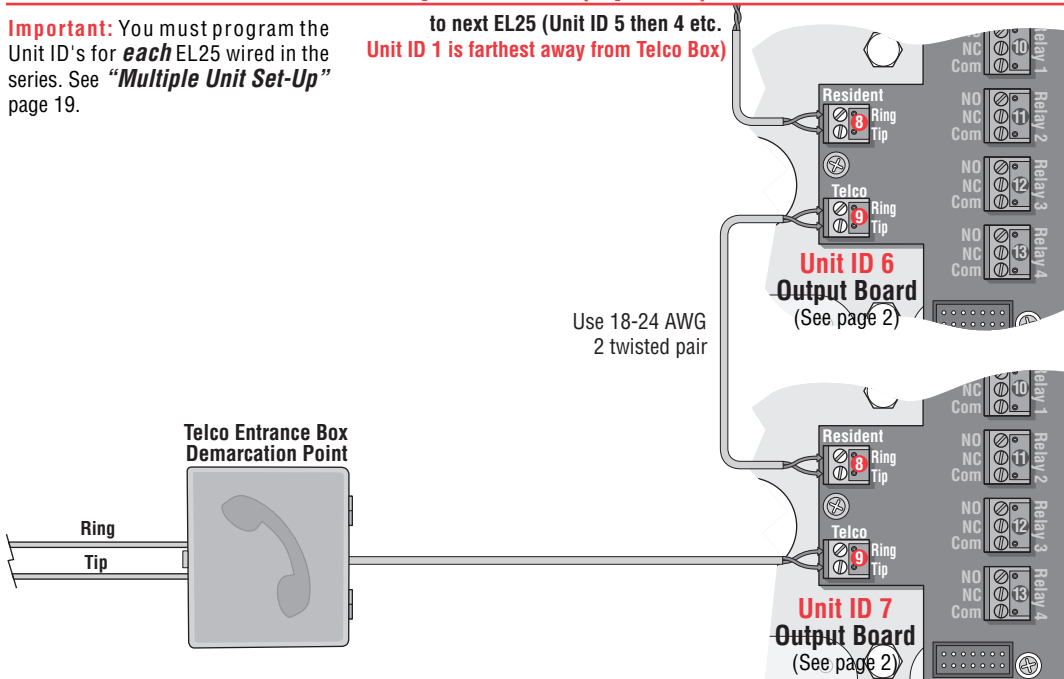 Important: You must program the
Unit ID's for each EL25 wired in the
series. See “Multiple Unit Set-Up”
page 19.
to next EL25 (Unit ID 5 then 4 etc.
Unit ID 1 is farthest away from Telco Box)
NC
Com
10
Relay 1
Resident
8
Ring
Tip
NO
NC
Com
11
Relay 2
Telco
9
Ring
Tip
NO
NC
Com
12
Relay 3
NO
NC
Com
13
Relay 4
Unit ID 6
Output Board
(See page 2)
Use 18-24 AWG
2 twisted pair
NC
Com
10
Relay 1
Resident
8
Ring
Tip
NO
NC
Com
11
Relay 2
Telco
9
Ring
Tip
NO
NC
Com
12
Relay 3
NO
NC
Com
13
Relay 4
Unit ID 7
Output Board
(See page 2)
Telco Entrance Box
Demarcation Point
Ring
Tip